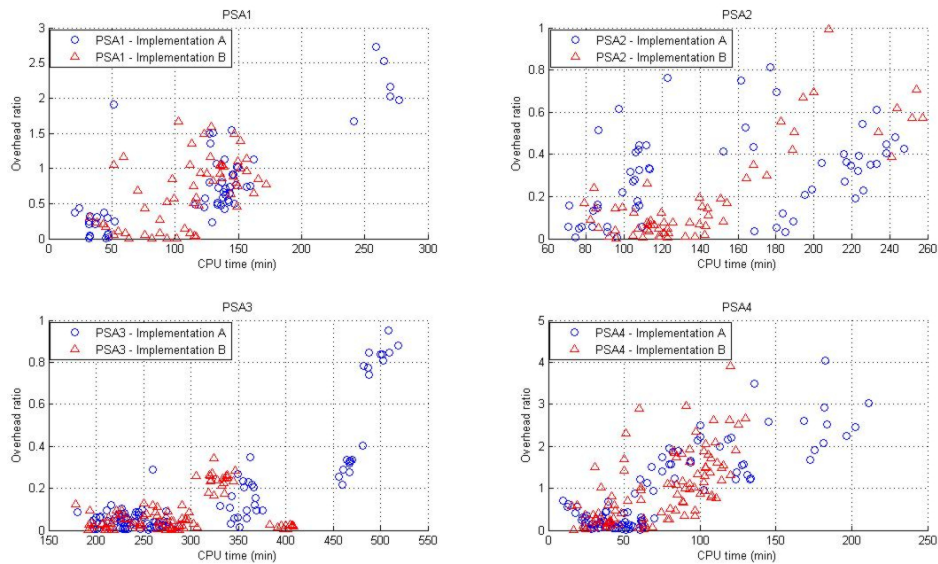 PSA1
3
2.5
2
1.5
1
0.5
0
Overhead ratio
PSA1 - Implementation A
PSA1 - Implementation B
0 50 100 150 200 250 300
CPU time (min)
PSA2
1
0.8
0.6
0.4
0.2
0
Overhead ratio
PSA2 - Implementation A
PSA2 - Implementation B
60 80 100 120 140 160 180 200 220 240 260
CPU time (min)
PSA3
1
0.8
0.6
0.4
0.2
0
Overhead ratio
PSA3 - Implementation A
PSA3 - Implementation B
150 200 250 300 350 400 450 500 550
CPU time (min)
PSA4
5
4
3
2
1
0
Overhead ratio
PSA4 - Implementation A
PSA4 - Implementation B
0 50 100 150 200 250
CPU time (min)